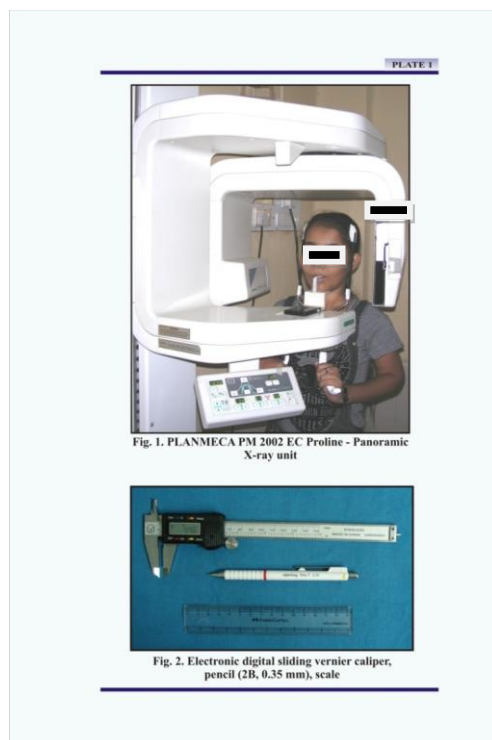 PLATE 1
Fig. 1. PLANMECA PM 2002 EC Proline - Panoramic
X-ray unit
Fig. 2. Electronic digital sliding vernier caliper,
pencil (2B, 0.35 mm), scale